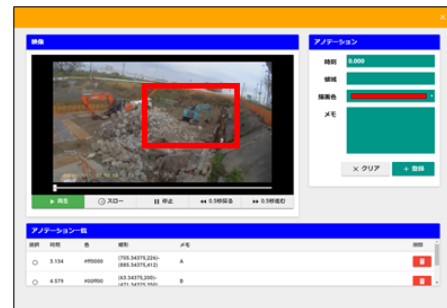 ×
映像
アノテーション
時刻 0.000
領域
描画色
メモ
× クリア + 登録
再生 スロー 停止 0.5秒戻る 0.5秒進む
アノテーション一覧
選択 時間 色 矩形 メモ 削除
3.134 #ff0000 (705.34375,226)-(885.34375,412) A
4.579 #00ff00 (63.34375,200)-(471.34375,350) B